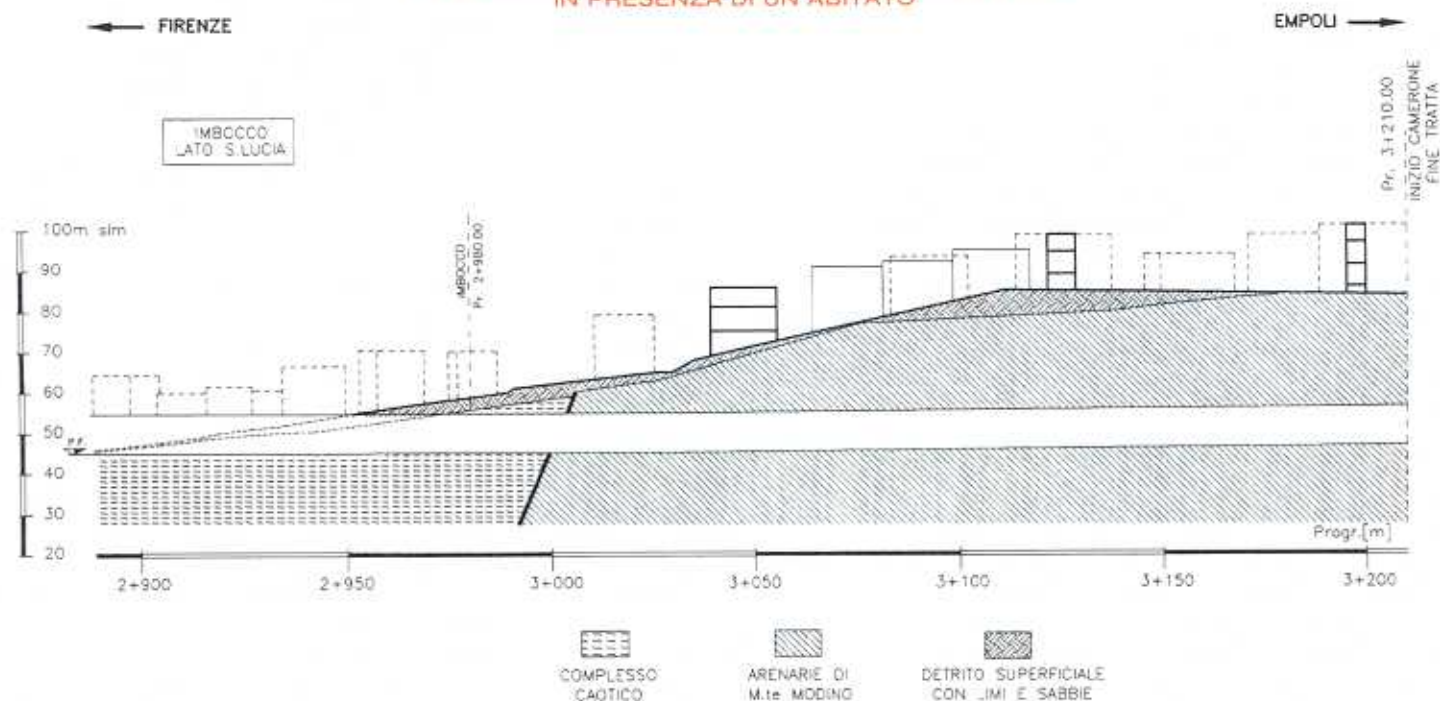 IN PRESENZA DI UN ABITATO
FIRENZE
EMPOLI
IMBOCCO
LATO S.LUCIA
IMBOCCO
Pr. 2+980.00
Pr. 3+210.00
INIZIO CAMERONE
FINE TRATTA
100m slm
90
80
70
60
50
P.F.
40
30
20
Progr.[m]
2+900
2+950
3+000
3+050
3+100
3+150
3+200
COMPLESSO
CAOTICO
ARENARIE DI
M.te MODINO
DETRITO SUPERFICIALE
CON LIMI E SABBIE